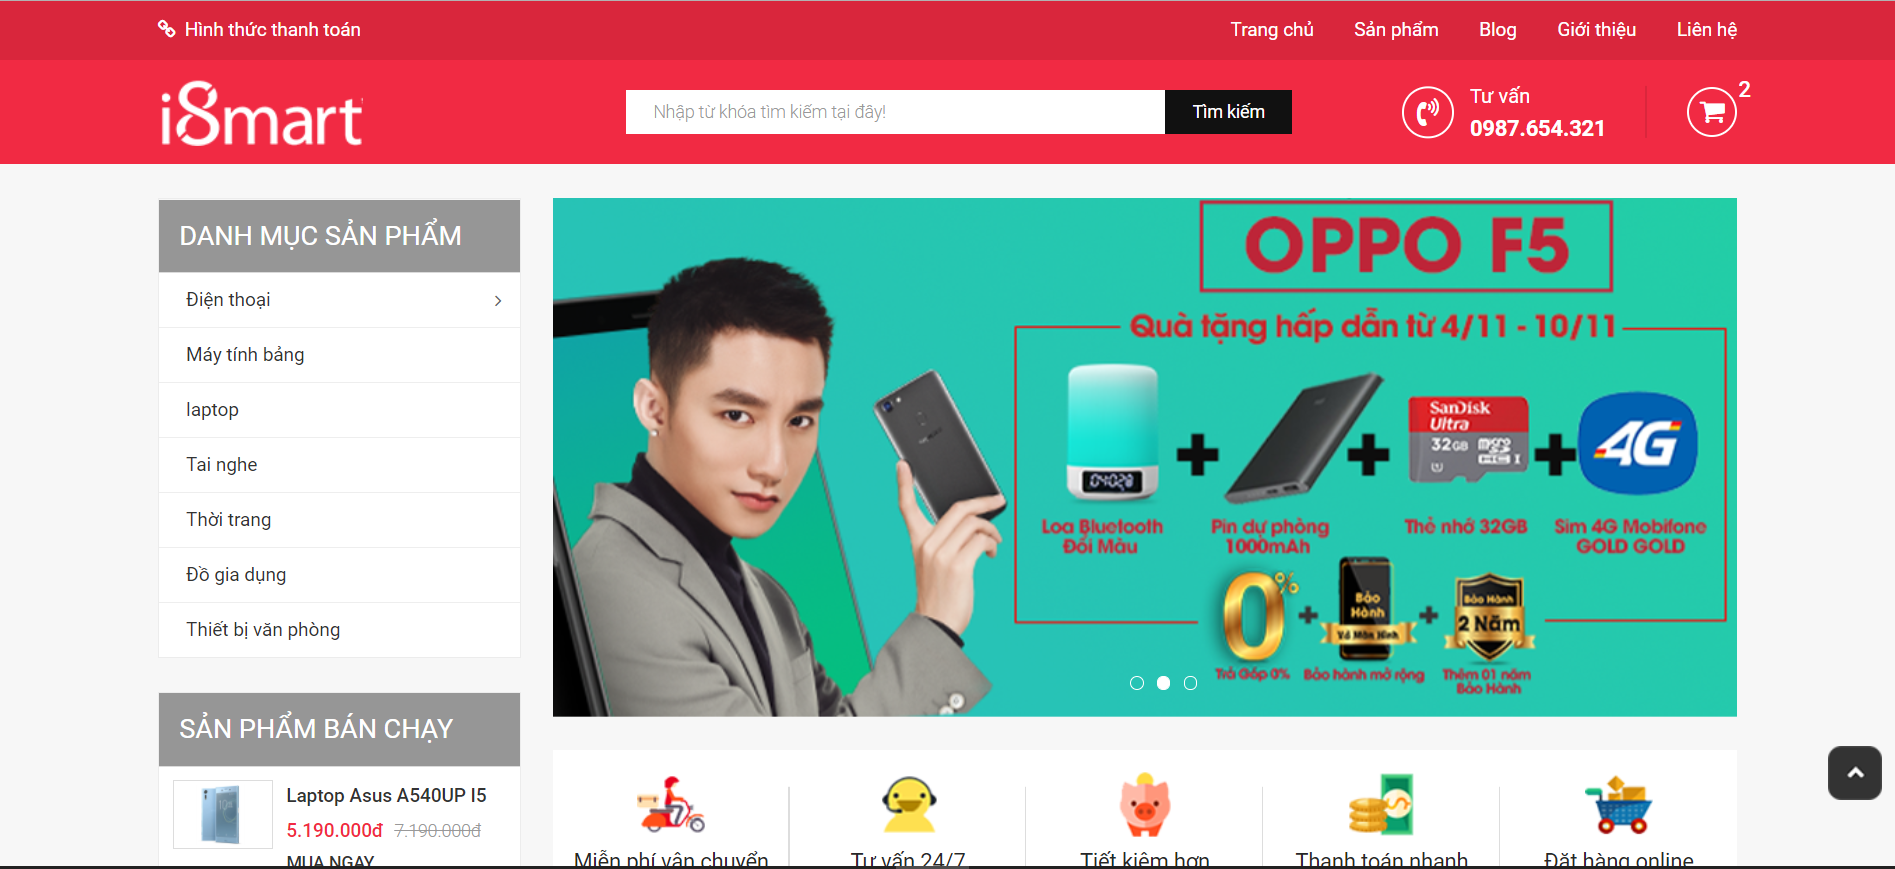 Hình thức thanh toán
Trang chủ
Sản phẩm
Blog
Giới thiệu
Liên hệ
ismart
Nhập từ khóa tìm kiếm tại đây!
Tìm kiếm
Tư vấn
0987.654.321
2
DANH MỤC SẢN PHẨM
Điện thoại
Máy tính bảng
laptop
Tai nghe
Thời trang
Đồ gia dụng
Thiết bị văn phòng
OPPO F5
Quà tặng hấp dẫn từ 4/11 - 10/11
SanDisk
Ultra
32GB
micro
HC I
4G
04:028
Loa Bluetooth
Đổi Màu
Pin dự phòng
1000mAh
Thẻ nhớ 32GB
Sim 4G Mobifone
GOLD GOLD
0%
Bảo
Hành
Vỡ Màn Hình
Bảo Hành
2 Năm
Trả Góp 0%
Bảo hành mở rộng
Thêm 01 năm
Bảo Hành
SẢN PHẨM BÁN CHẠY
Laptop Asus A540UP I5
5.190.000đ 7.190.000đ
MUA NGAY
Miễn phí vận chuyển
Tư vấn 24/7
Tiết kiệm hơn
Thanh toán nhanh
Đặt hàng online